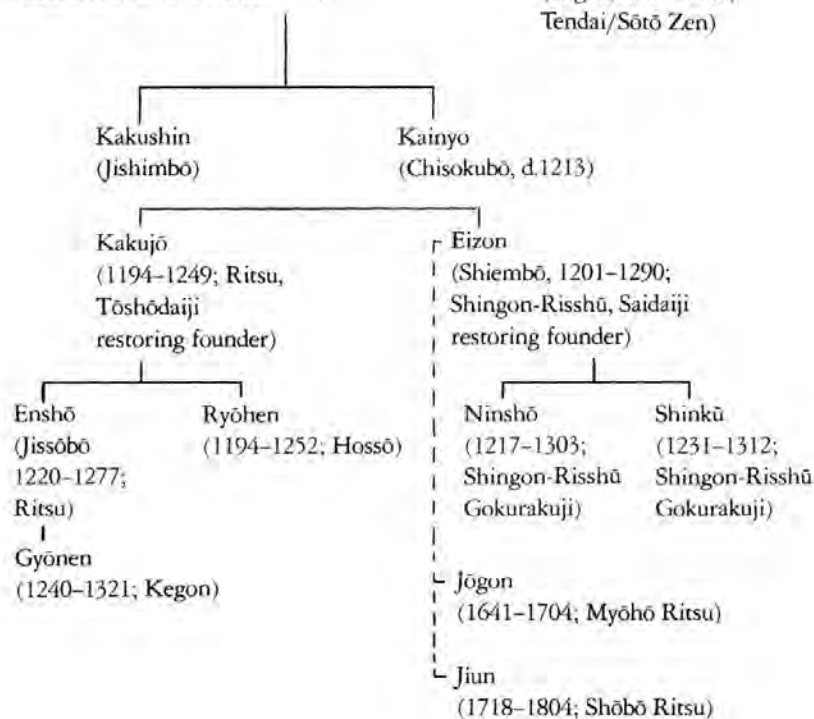 Tendai/Sōtō Zen)
Kakushin
(Jishimbō)
Kainyo
(Chisokubō, d.1213)
Kakujō
(1194–1249; Ritsu,
Tōshōdaiji
restoring founder)
Eizon
(Shiembō, 1201–1290;
Shingon-Risshū, Saidaiji
restoring founder)
Enshō
(Jissōbō
1220–1277;
Ritsu)
Ryōhen
(1194–1252; Hossō)
Ninshō
(1217–1303;
Shingon-Risshū
Gokurakuji)
Shinkū
(1231–1312;
Shingon-Risshū
Gokurakuji)
Gyōnen
(1240–1321; Kegon)
Jōgon
(1641–1704; Myōhō Ritsu)
Jiun
(1718–1804; Shōbō Ritsu)